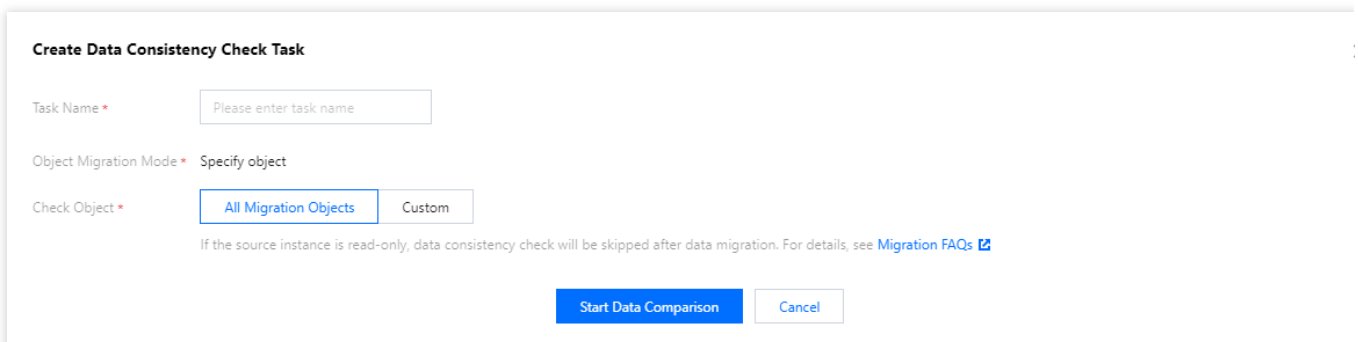 Create Data Consistency Check Task
Task Name *
Please enter task name
Object Migration Mode * Specify object
Check Object * All Migration Objects Custom
If the source instance is read-only, data consistency check will be skipped after data migration. For details, see Migration FAQs
Start Data Comparison Cancel